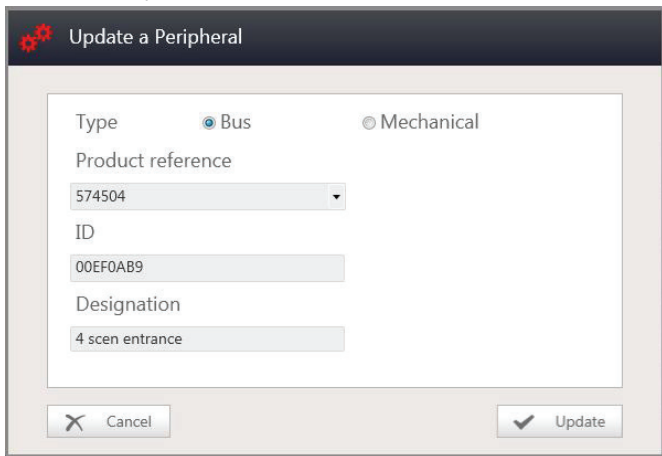 Update a Peripheral
Type Bus Mechanical
Product reference
574504
ID
00EF0AB9
Designation
4 scen entrance
Cancel Update